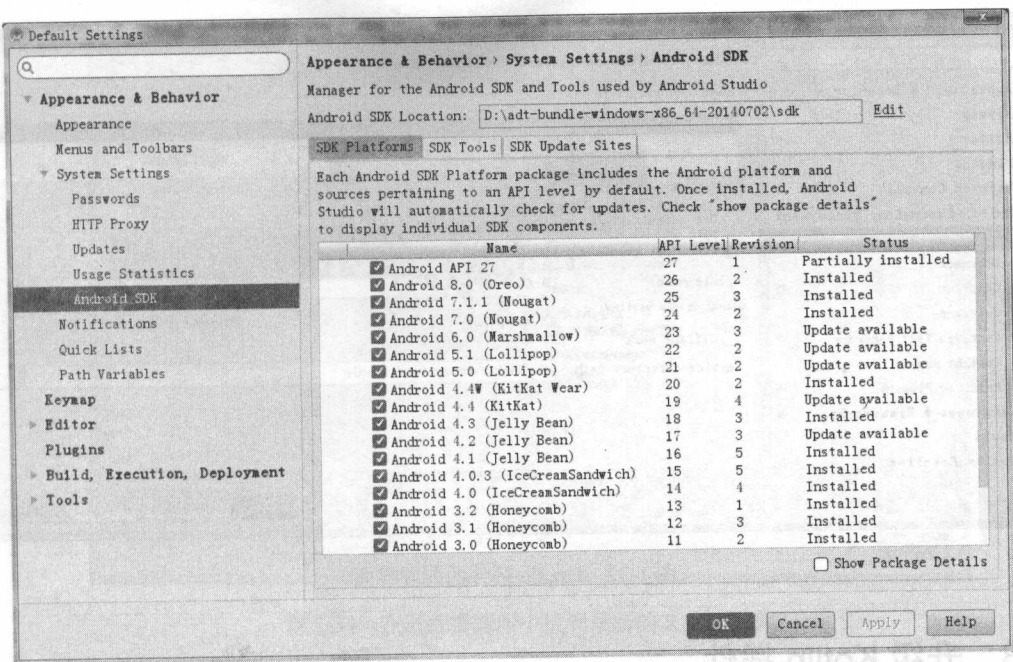 Default Settings
Appearance & Behavior
Appearance
Menus and Toolbars
System Settings
Passwords
HTTP Proxy
Updates
Usage Statistics
Android SDK
Notifications
Quick Lists
Path Variables
Keymap
Editor
Plugins
Build, Execution, Deployment
Tools
Appearance & Behavior › System Settings › Android SDK
Manager for the Android SDK and Tools used by Android Studio
Android SDK Location: D:\adt-bundle-windows-x86_64-20140702\sdk Edit
SDK Platforms SDK Tools SDK Update Sites
Each Android SDK Platform package includes the Android platform and
sources pertaining to an API level by default. Once installed, Android
Studio will automatically check for updates. Check "show package details"
to display individual SDK components.
Name API Level Revision Status
Android API 27 27 1 Partially installed
Android 8.0 (Oreo) 26 2 Installed
Android 7.1.1 (Nougat) 25 3 Installed
Android 7.0 (Nougat) 24 2 Installed
Android 6.0 (Marshmallow) 23 3 Update available
Android 5.1 (Lollipop) 22 2 Update available
Android 5.0 (Lollipop) 21 2 Update available
Android 4.4W (KitKat Wear) 20 2 Installed
Android 4.4 (KitKat) 19 4 Update available
Android 4.3 (Jelly Bean) 18 3 Installed
Android 4.2 (Jelly Bean) 17 3 Update available
Android 4.1 (Jelly Bean) 16 5 Installed
Android 4.0.3 (IceCreamSandwich) 15 5 Installed
Android 4.0 (IceCreamSandwich) 14 4 Installed
Android 3.2 (Honeycomb) 13 1 Installed
Android 3.1 (Honeycomb) 12 3 Installed
Android 3.0 (Honeycomb) 11 2 Installed
Show Package Details
OK Cancel Apply Help